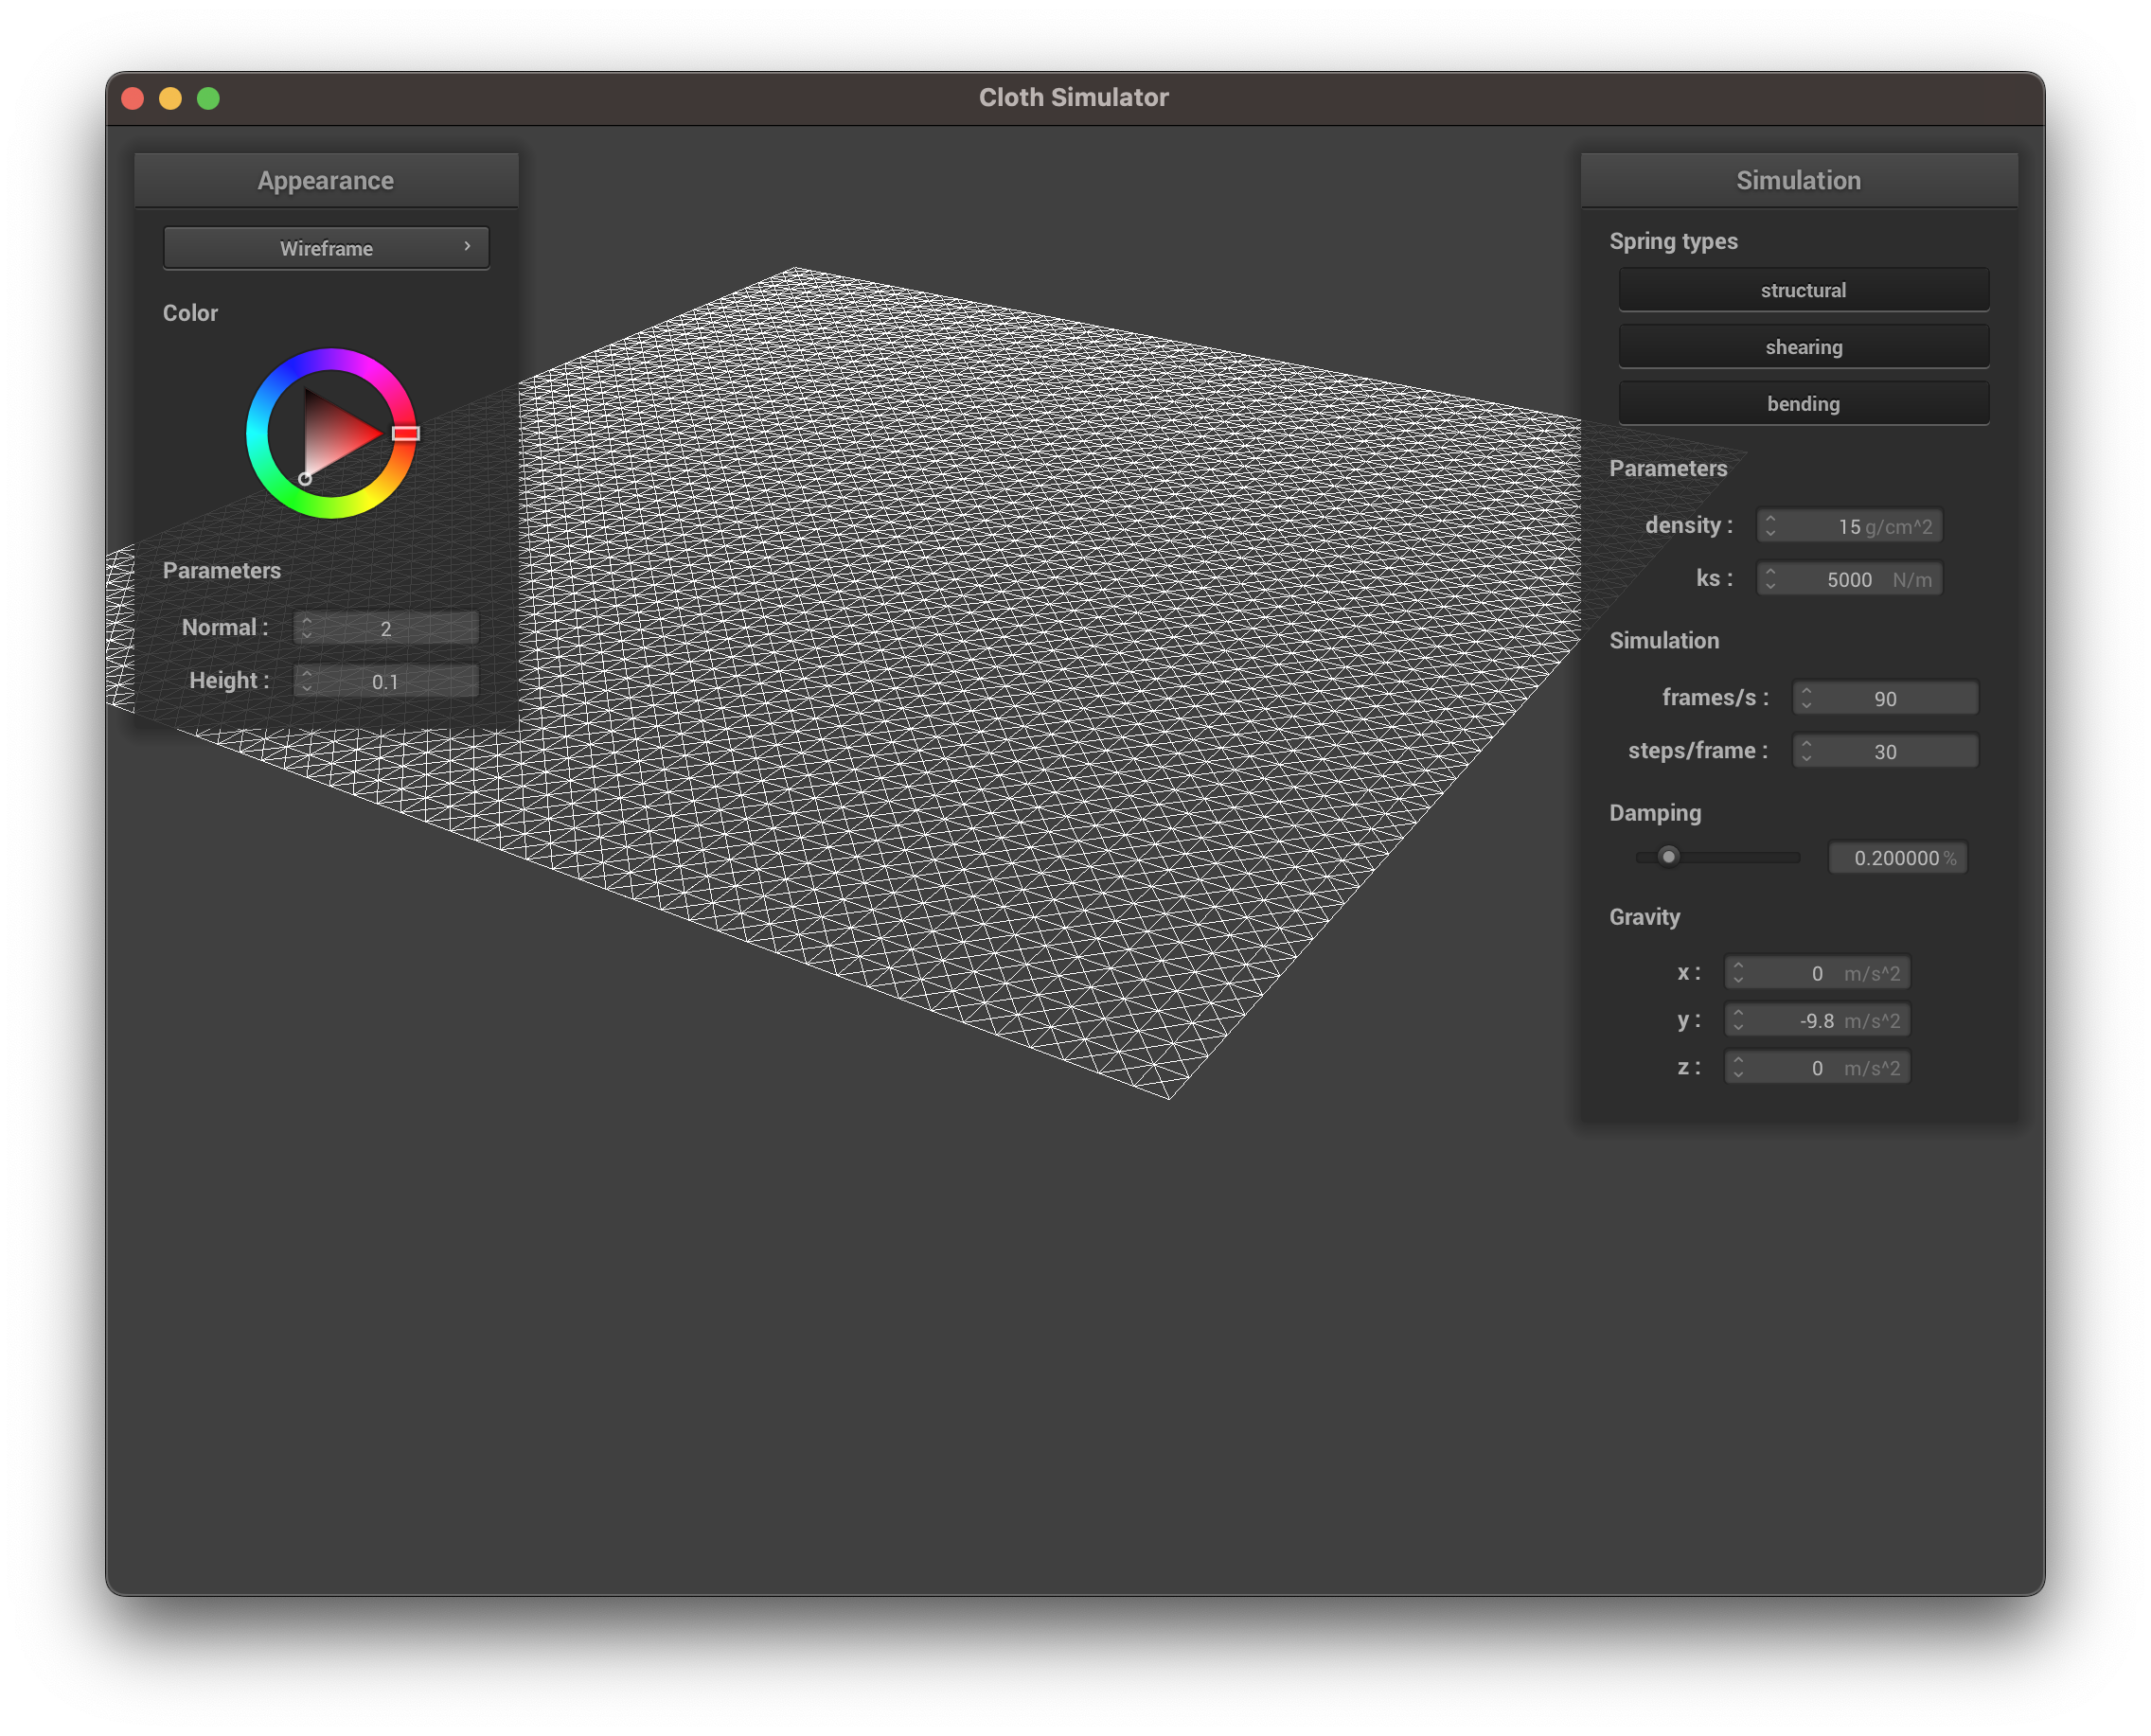 Cloth Simulator
Appearance
Wireframe
Color
Parameters
Normal : 2
Height : 0.1
Simulation
Spring types
structural
shearing
bending
Parameters
density : 15 g/cm^2
ks : 5000 N/m
Simulation
frames/s : 90
steps/frame : 30
Damping
0.200000 %
Gravity
x : 0 m/s^2
y : -9.8 m/s^2
z : 0 m/s^2